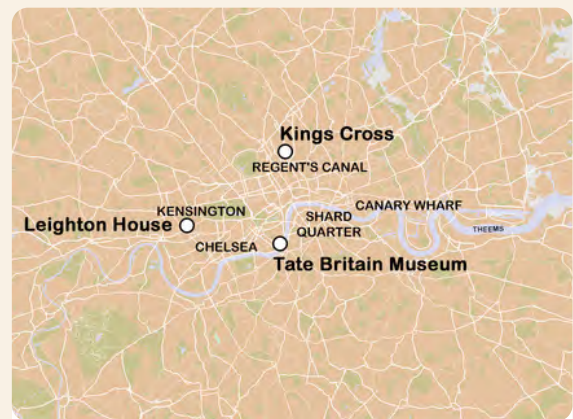 Kings Cross
REGENT'S CANAL
KENSINGTON
CANARY WHARF
Leighton House
SHARD
QUARTER
THEEMS
CHELSEA
Tate Britain Museum